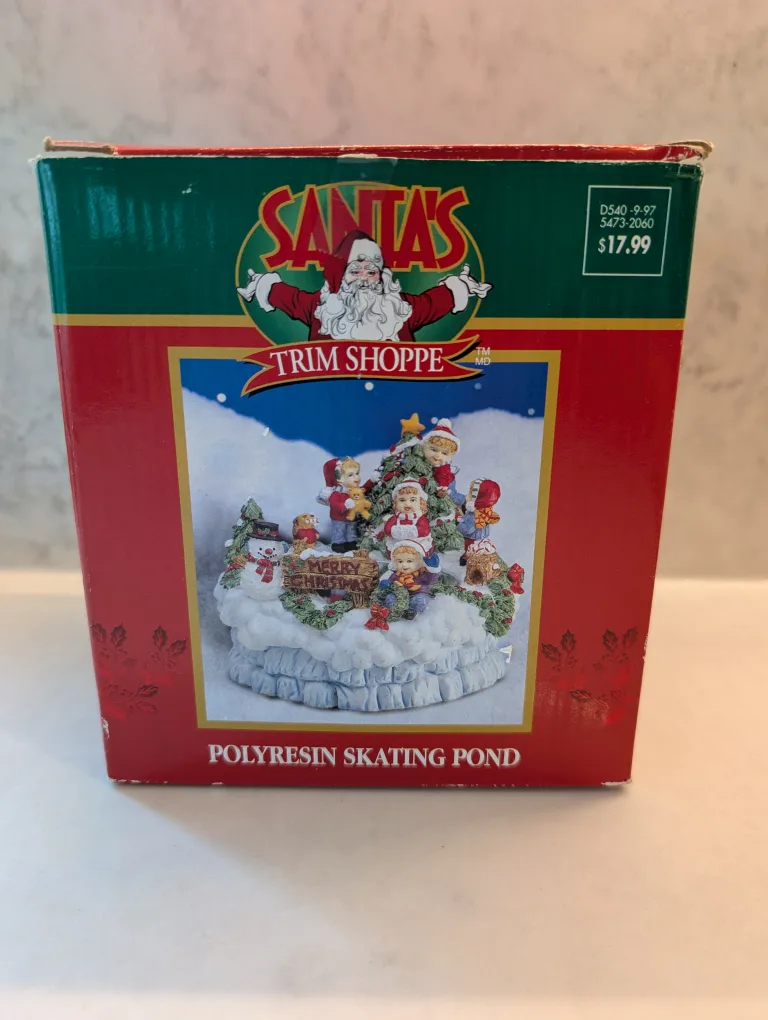 SANTA'S
TRIM SHOPPE
TM
MD
D540 -9-97
5473-2060
$17.99
MERRY
CHRISTMAS
POLYRESIN SKATING POND